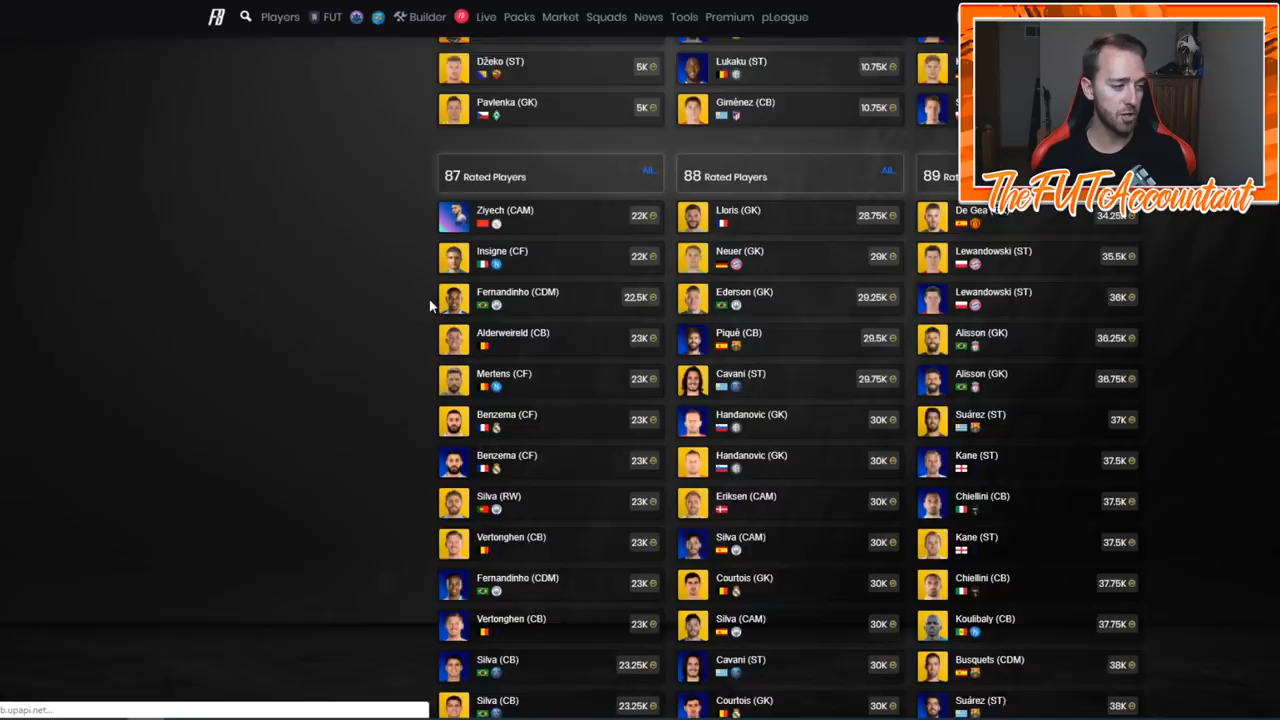 F8 Players FUT Builder Live Packs Market Squads News Tools Premium pLeague
Džeko (ST) 5K
Lukaku (ST) 10.75K
Pavlenka (GK) 5K
Giménez (CB) 10.75K
87 Rated Players All..
88 Rated Players All..
89
Ziyech (CAM) 22K
Lloris (GK) 28.75K
De Gea
34.25K
Insigne (CF) 22K
Neuer (GK) 29K
Lewandowski (ST) 35.5K
Fernandinho (CDM) 22.5K
Ederson (GK) 29.25K
Lewandowski (ST) 36K
Alderweireld (CB) 23K
Piqué (CB) 29.5K
Alisson (GK) 36.25K
Mertens (CF) 23K
Cavani (ST) 29.75K
Alisson (GK) 36.75K
Benzema (CF) 23K
Handanovic (GK) 30K
Suárez (ST) 37K
Benzema (CF) 23K
Handanovic (GK) 30K
Kane (ST) 37.5K
Silva (RW) 23K
Eriksen (CAM) 30K
Chiellini (CB) 37.5K
Vertonghen (CB) 23K
Silva (CAM) 30K
Kane (ST) 37.5K
Fernandinho (CDM) 23K
Courtois (GK) 30K
Chiellini (CB) 37.75K
Vertonghen (CB) 23K
Silva (CAM) 30K
Koulibaly (CB) 37.75K
Silva (CB) 23.25K
Cavani (ST) 30K
Busquets (CDM) 38K
Silva (CB) 23.25K
Courtois (GK) 30K
Suárez (ST) 38K
TheFUTAccountant
b.upapi.net...